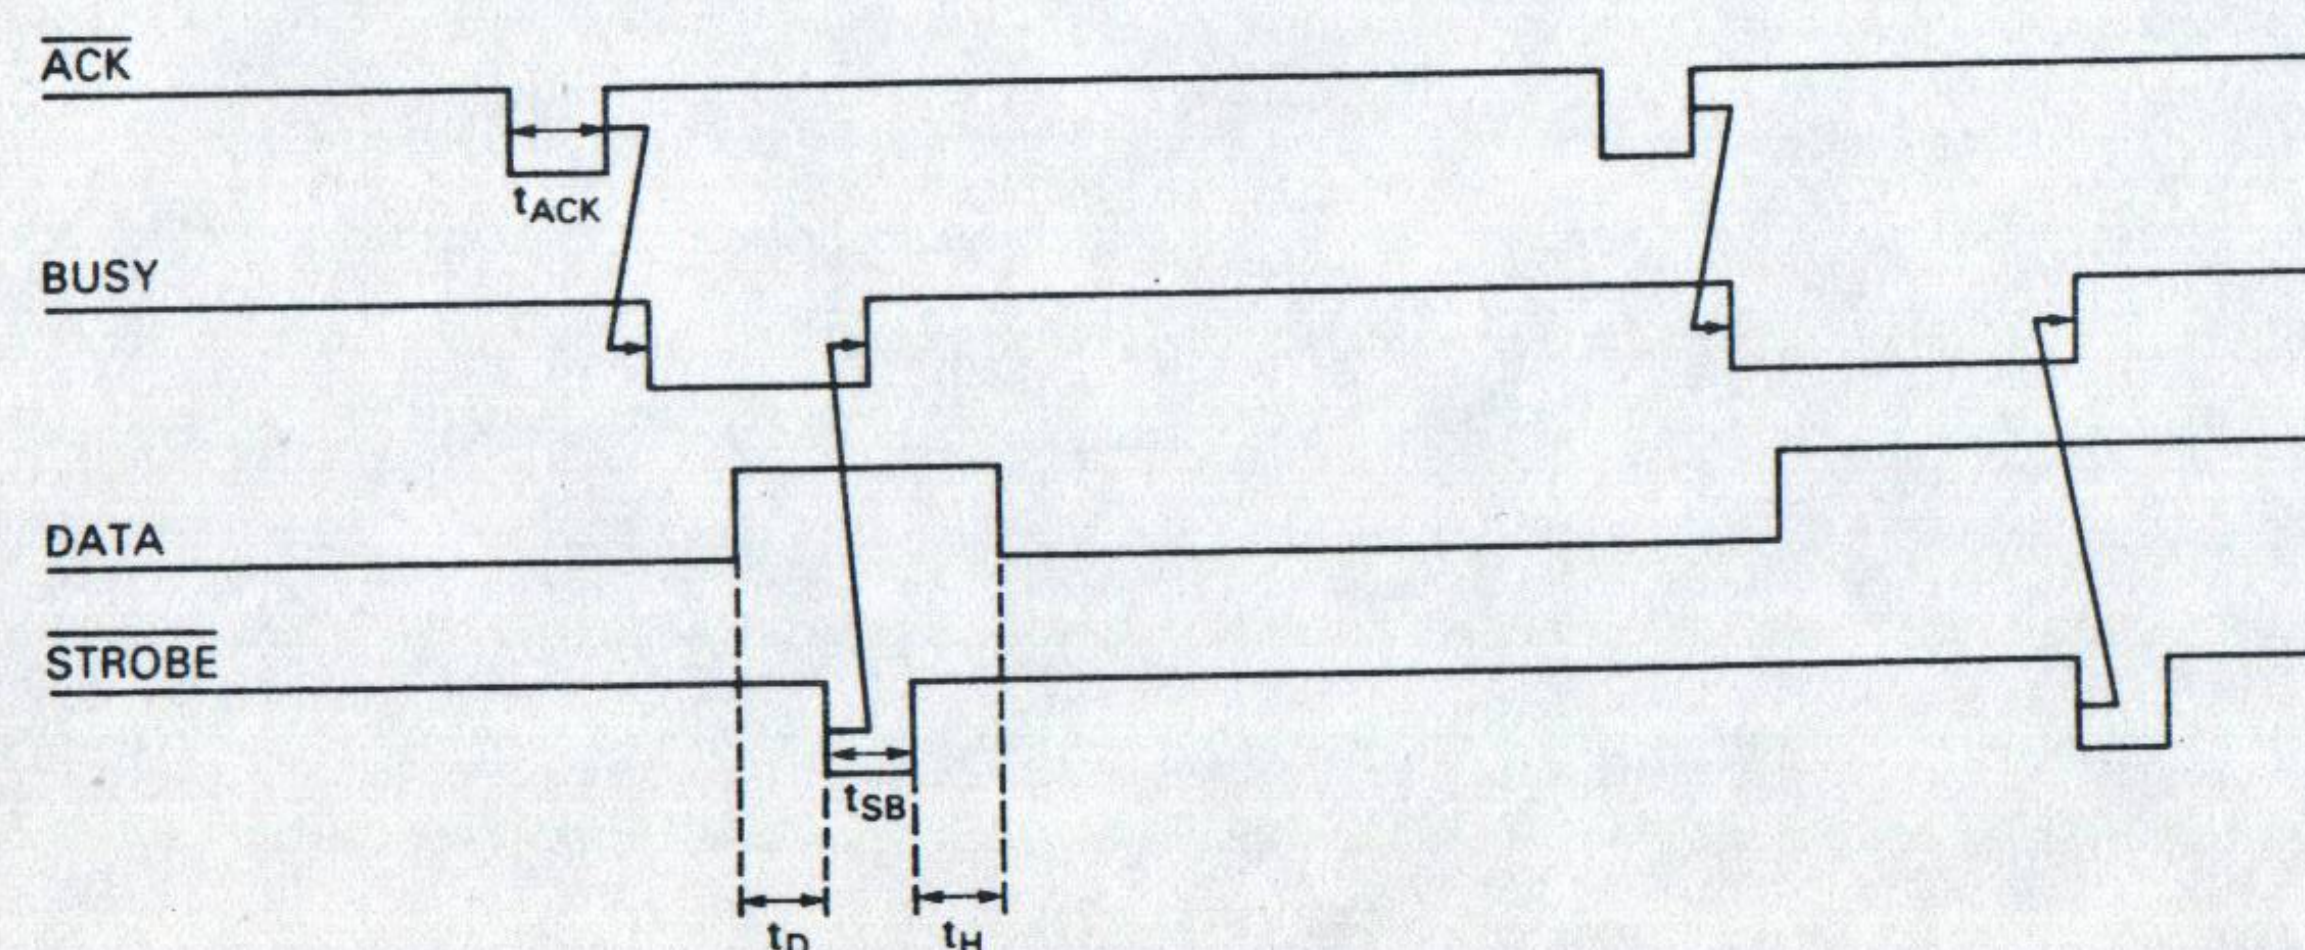 ACK
tACK
BUSY
DATA
STROBE
tSB
tD
tH